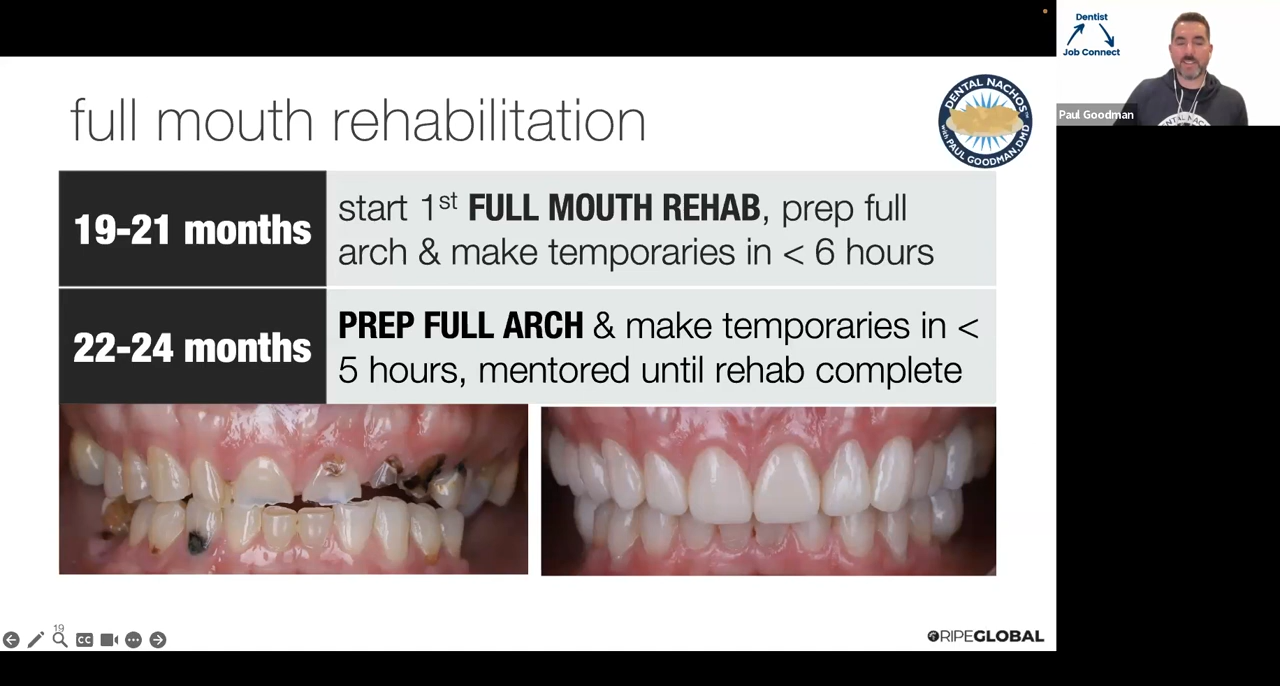 Dentist
Job Connect
Paul Goodman
full mouth rehabilitation
DENTAL NACHOS
with PAUL GOODMAN, DMD
19-21 months
start 1st FULL MOUTH REHAB, prep full
arch & make temporaries in < 6 hours
22-24 months
PREP FULL ARCH & make temporaries in <
5 hours, mentored until rehab complete
19
CC
RIPEGLOBAL